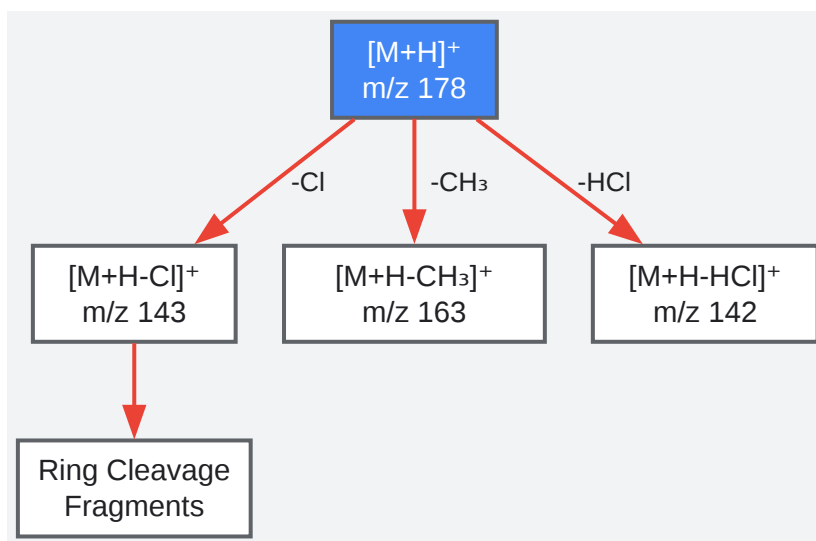 [M+H]⁺
m/z 178
-Cl
-CH₃
-HCl
[M+H-Cl]⁺
m/z 143
[M+H-CH₃]⁺
m/z 163
[M+H-HCl]⁺
m/z 142
Ring Cleavage
Fragments